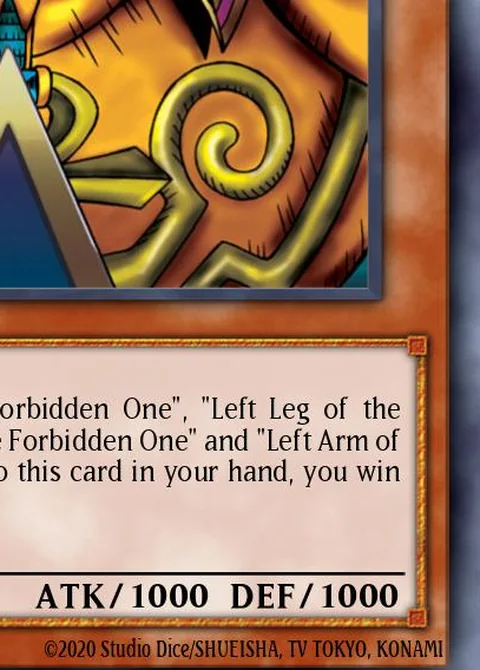 orbidden One", "Left Leg of the
e Forbidden One" and "Left Arm of
o this card in your hand, you win
ATK/1000 DEF/1000
©2020 Studio Dice/SHUEISHA, TV TOKYO, KONAMI